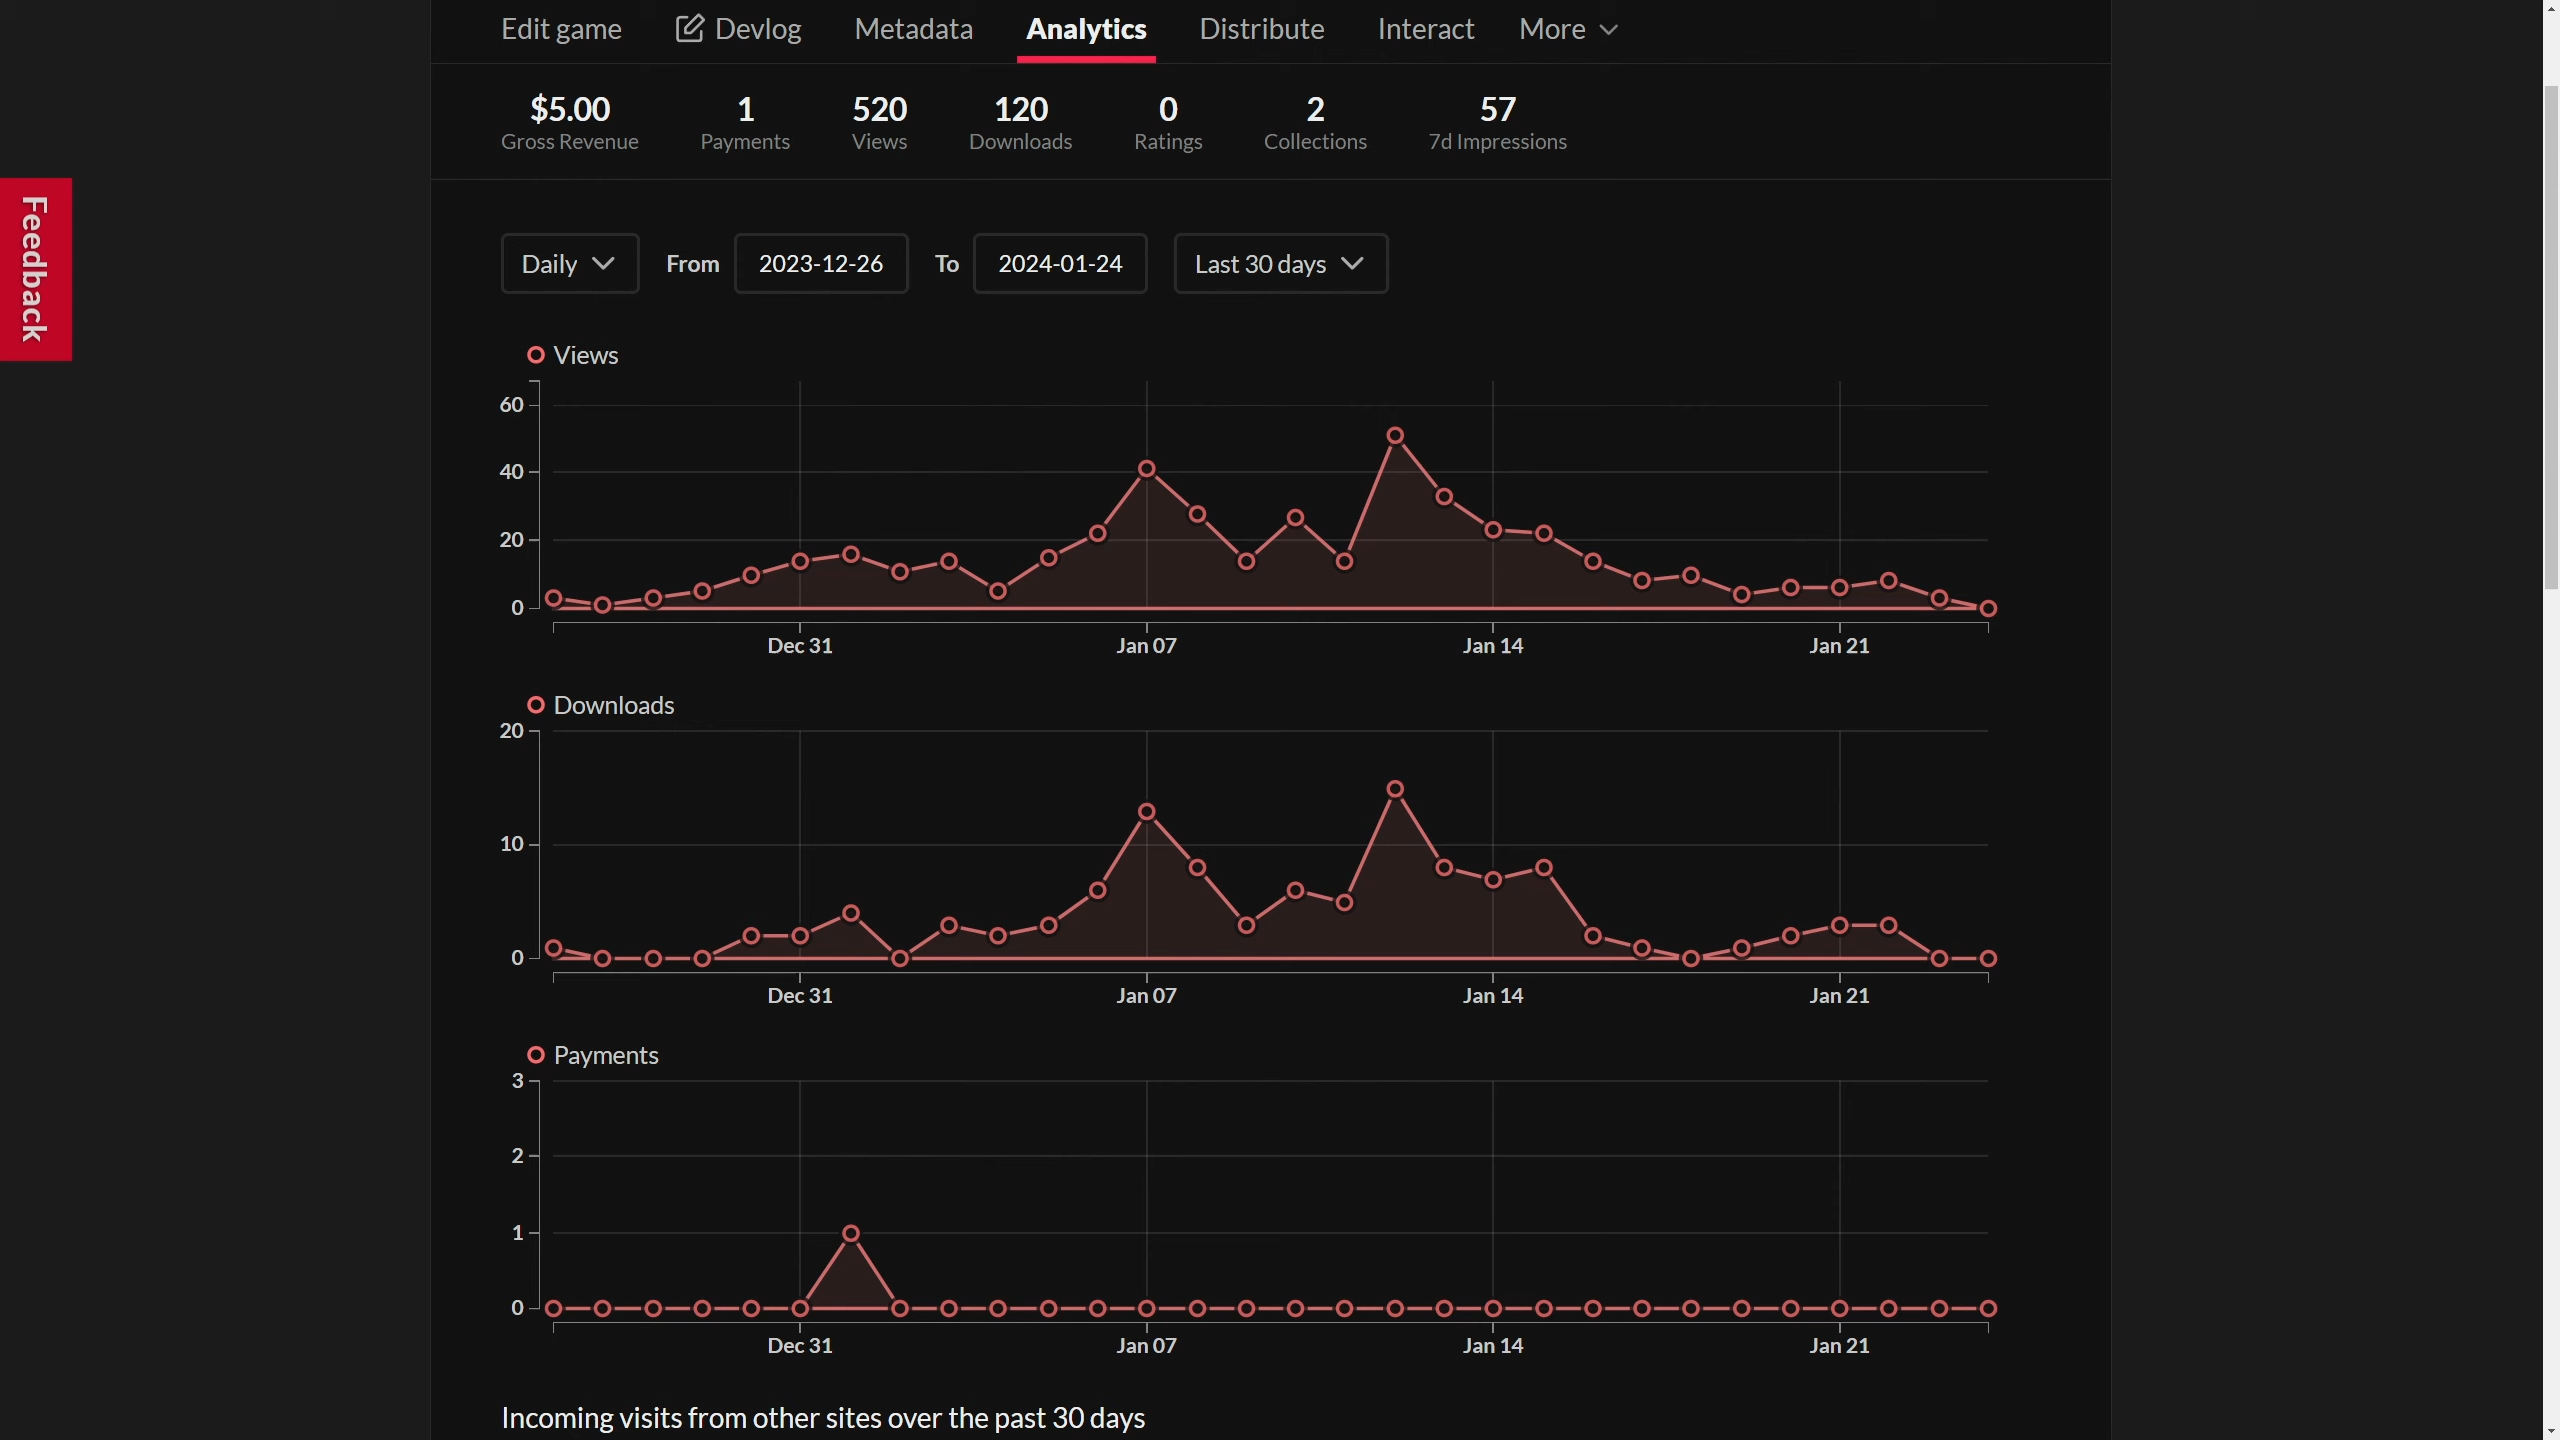 Edit game Devlog Metadata Analytics Distribute Interact More
$5.00 1 520 120 0 2 57
Gross Revenue Payments Views Downloads Ratings Collections 7d Impressions
Feedback
Daily From 2023-12-26 To 2024-01-24 Last 30 days
Views
60
40
20
0
Dec 31 Jan 07 Jan 14 Jan 21
Downloads
20
10
0
Dec 31 Jan 07 Jan 14 Jan 21
Payments
3
2
1
0
Dec 31 Jan 07 Jan 14 Jan 21
Incoming visits from other sites over the past 30 days